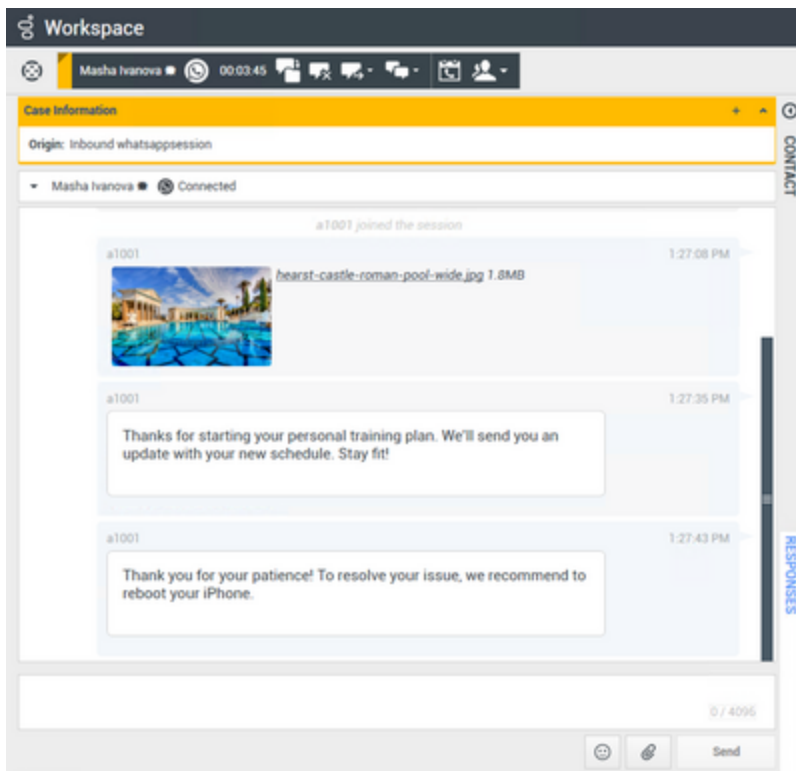 Workspace
Masha Ivanova 00:03:45
Case Information
Origin: Inbound whatsappsession
CONTACT
Masha Ivanova Connected
a1001 joined the session
a1001 1:27:08 PM
hearst-castle-roman-pool-wide.jpg 1.8MB
a1001 1:27:35 PM
Thanks for starting your personal training plan. We'll send you an
update with your new schedule. Stay fit!
a1001 1:27:43 PM
RESPONSES
Thank you for your patience! To resolve your issue, we recommend to
reboot your iPhone.
0 / 4096
Send